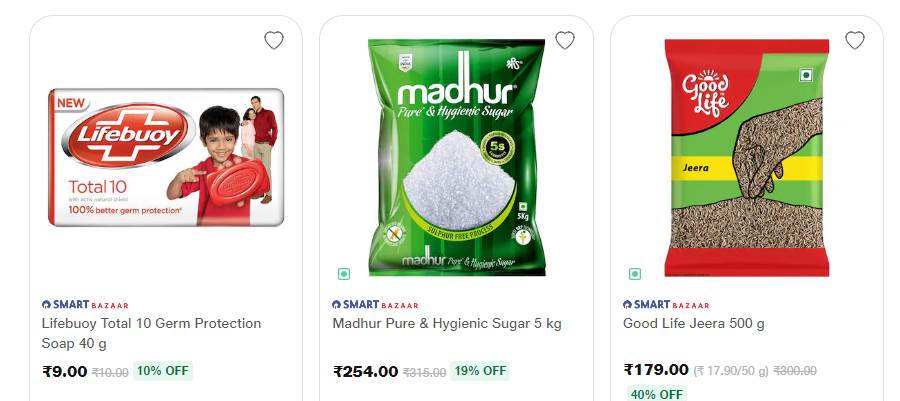 NEW
Lifebuoy
Total 10
with activ natural shield
100% better germ protection*
SMART BAZAAR
Lifebuoy Total 10 Germ Protection
Soap 40 g
₹9.00 ₹10.00 10% OFF
madhur
Pure & Hygienic Sugar
5s
5Kg
SULPHUR FREE PROCESS
madhur Pure & Hygienic Sugar
SMART BAZAAR
Madhur Pure & Hygienic Sugar 5 kg
₹254.00 ₹315.00 19% OFF
Good
Life
Jeera
SMART BAZAAR
Good Life Jeera 500 g
₹179.00 (₹ 17.90/50 g) ₹300.00
40% OFF